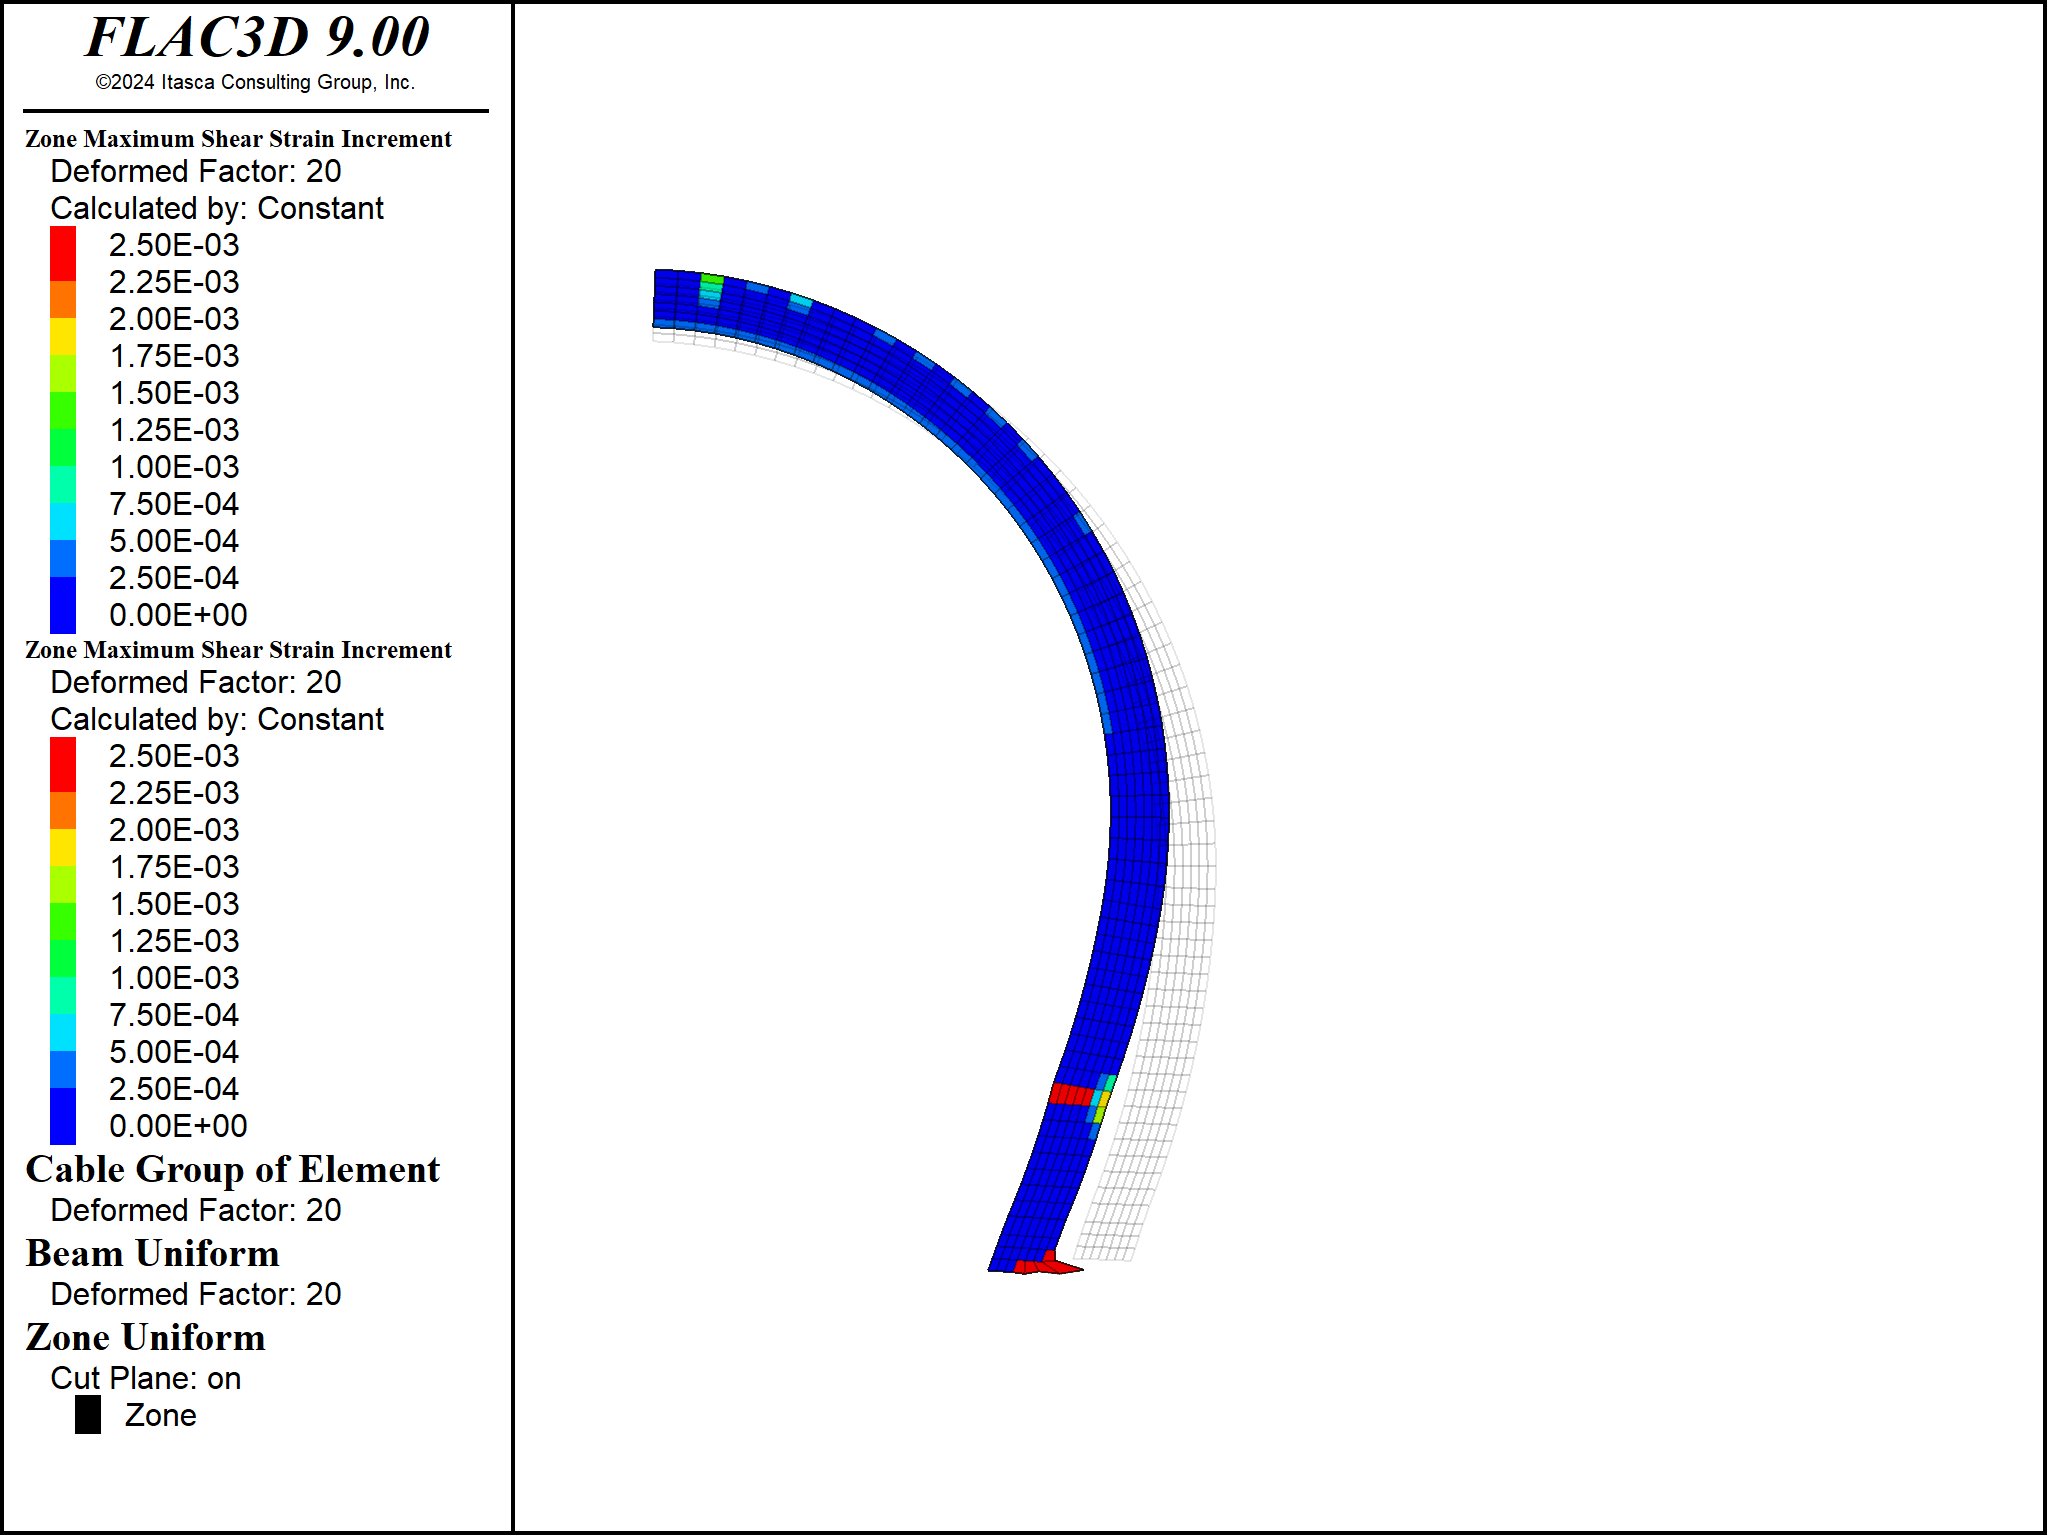 FLAC3D 9.00
©2024 Itasca Consulting Group, Inc.
Zone Maximum Shear Strain Increment
Deformed Factor: 20
Calculated by: Constant
2.50E-03
2.25E-03
2.00E-03
1.75E-03
1.50E-03
1.25E-03
1.00E-03
7.50E-04
5.00E-04
2.50E-04
0.00E+00
Zone Maximum Shear Strain Increment
Deformed Factor: 20
Calculated by: Constant
2.50E-03
2.25E-03
2.00E-03
1.75E-03
1.50E-03
1.25E-03
1.00E-03
7.50E-04
5.00E-04
2.50E-04
0.00E+00
Cable Group of Element
Deformed Factor: 20
Beam Uniform
Deformed Factor: 20
Zone Uniform
Cut Plane: on
Zone